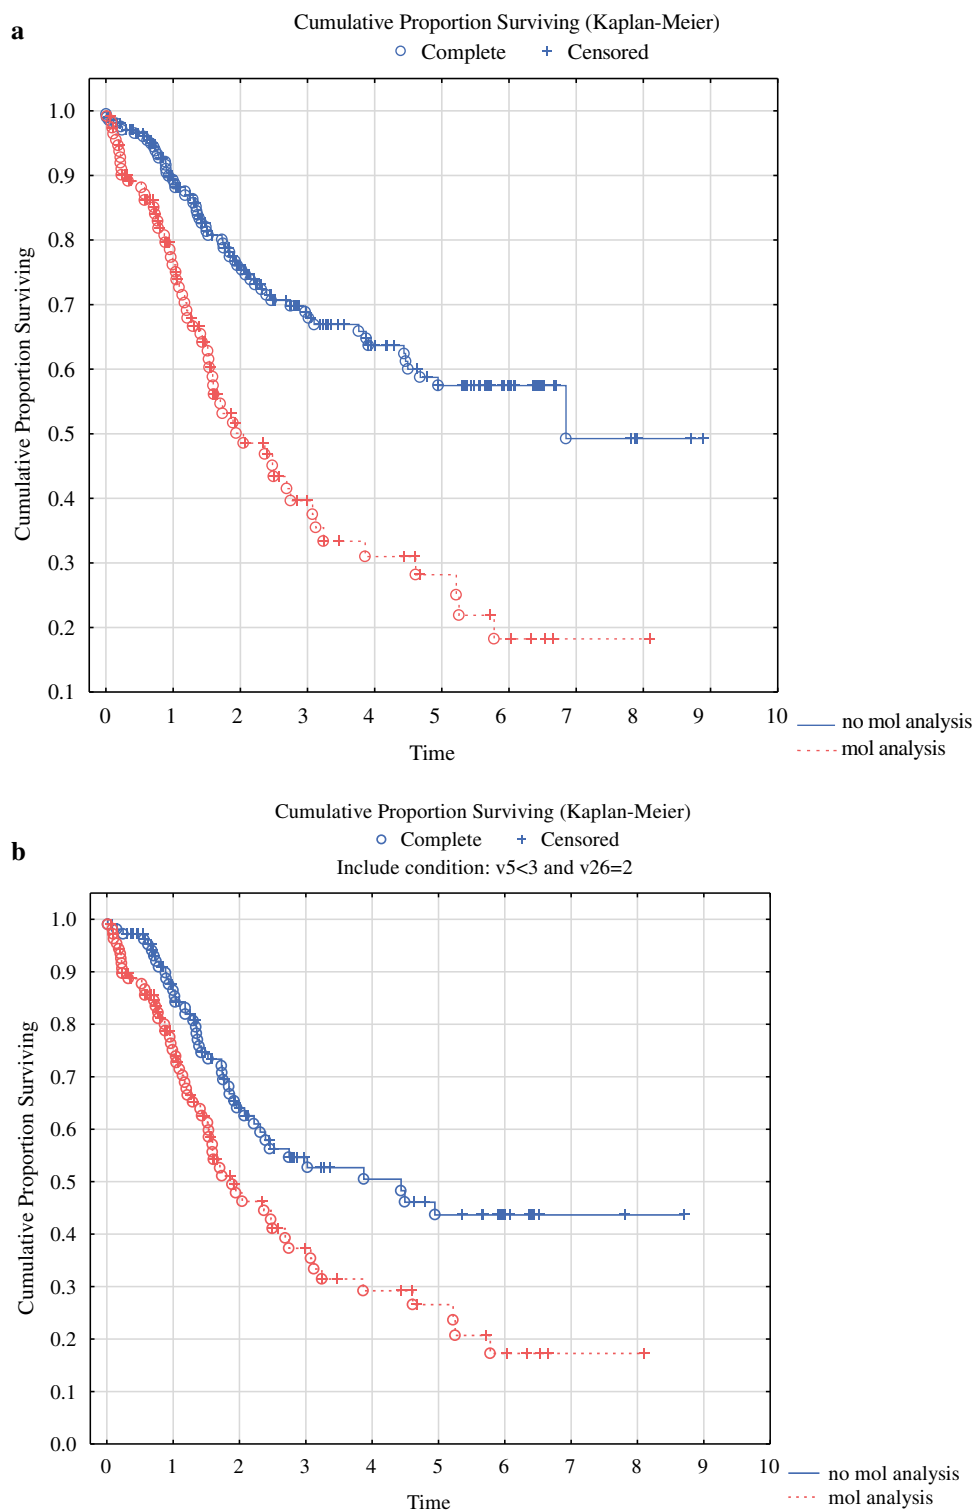 a
Cumulative Proportion Surviving (Kaplan-Meier)
Complete Censored
Cumulative Proportion Surviving
1.0
0.9
0.8
0.7
0.6
0.5
0.4
0.3
0.2
0.1
0 1 2 3 4 5 6 7 8 9 10
Time
no mol analysis
mol analysis
b
Cumulative Proportion Surviving (Kaplan-Meier)
Complete Censored
Include condition: v5<3 and v26=2
Cumulative Proportion Surviving
1.0
0.9
0.8
0.7
0.6
0.5
0.4
0.3
0.2
0.1
0.0
0 1 2 3 4 5 6 7 8 9 10
Time
no mol analysis
mol analysis